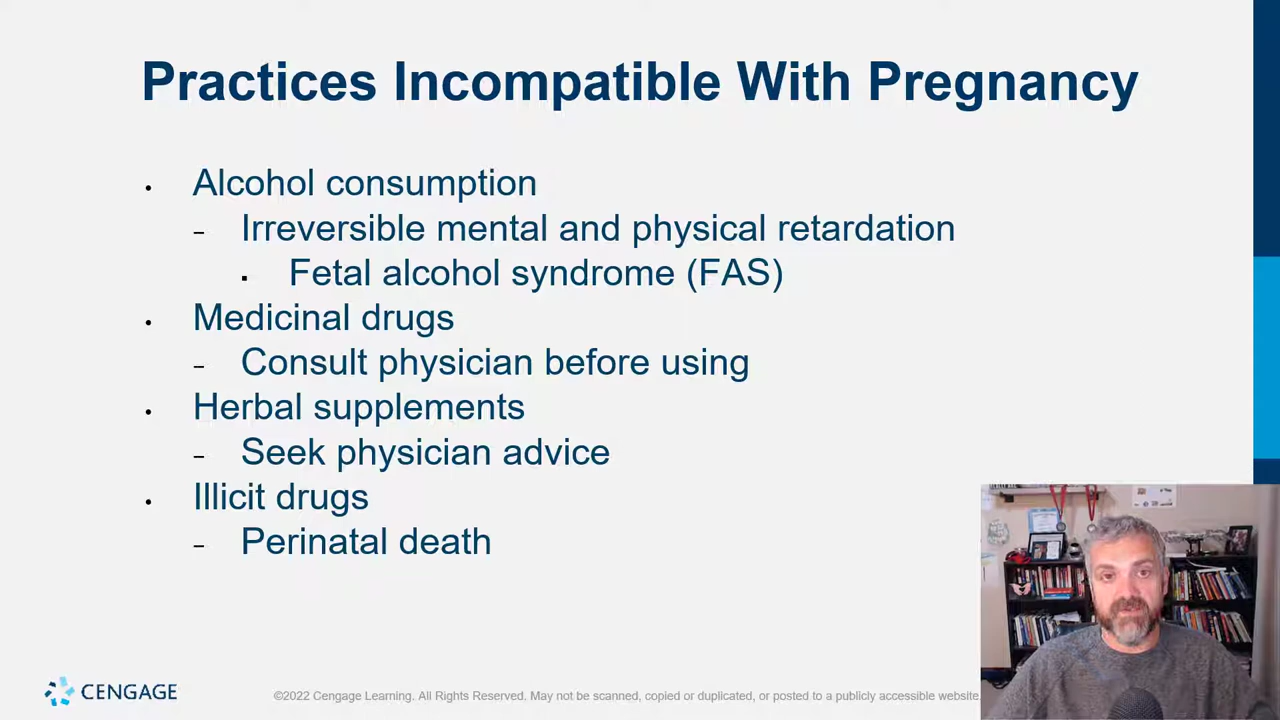 Practices Incompatible With Pregnancy
• Alcohol consumption
– Irreversible mental and physical retardation
▪ Fetal alcohol syndrome (FAS)
• Medicinal drugs
– Consult physician before using
• Herbal supplements
– Seek physician advice
• Illicit drugs
– Perinatal death
CENGAGE
©2022 Cengage Learning. All Rights Reserved. May not be scanned, copied or duplicated, or posted to a publicly accessible website